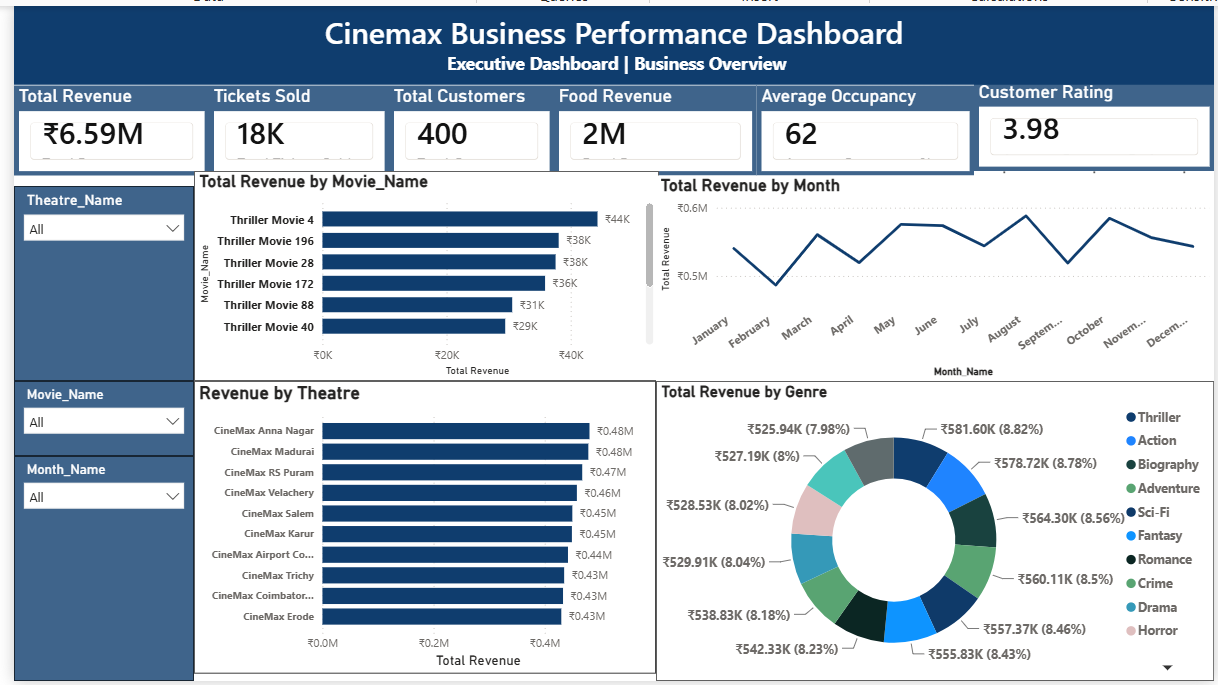 Cinemax Business Performance Dashboard
Executive Dashboard | Business Overview
Total Revenue
₹6.59M
Tickets Sold
18K
Total Customers
400
Food Revenue
2M
Average Occupancy
62
Customer Rating
3.98
Theatre_Name
All
Movie_Name
All
Month_Name
All
Total Revenue by Movie_Name
Movie_Name
Thriller Movie 4 ₹44K
Thriller Movie 196 ₹38K
Thriller Movie 28 ₹38K
Thriller Movie 172 ₹36K
Thriller Movie 88 ₹31K
Thriller Movie 40 ₹29K
₹0K ₹20K ₹40K
Total Revenue
Total Revenue by Month
Total Revenue
₹0.6M
₹0.5M
January February March April May June July August Septem... October Novem... Decem...
Month_Name
Revenue by Theatre
CineMax Anna Nagar ₹0.48M
CineMax Madurai ₹0.48M
CineMax RS Puram ₹0.47M
CineMax Velachery ₹0.46M
CineMax Salem ₹0.45M
CineMax Karur ₹0.45M
CineMax Airport Co... ₹0.44M
CineMax Trichy ₹0.43M
CineMax Coimbator... ₹0.43M
CineMax Erode ₹0.43M
₹0.0M ₹0.2M ₹0.4M
Total Revenue
Total Revenue by Genre
₹581.60K (8.82%)
₹578.72K (8.78%)
₹564.30K (8.56%)
₹560.11K (8.5%)
₹557.37K (8.46%)
₹555.83K (8.43%)
₹542.33K (8.23%)
₹538.83K (8.18%)
₹529.91K (8.04%)
₹528.53K (8.02%)
₹527.19K (8%)
₹525.94K (7.98%)
Thriller
Action
Biography
Adventure
Sci-Fi
Fantasy
Romance
Crime
Drama
Horror